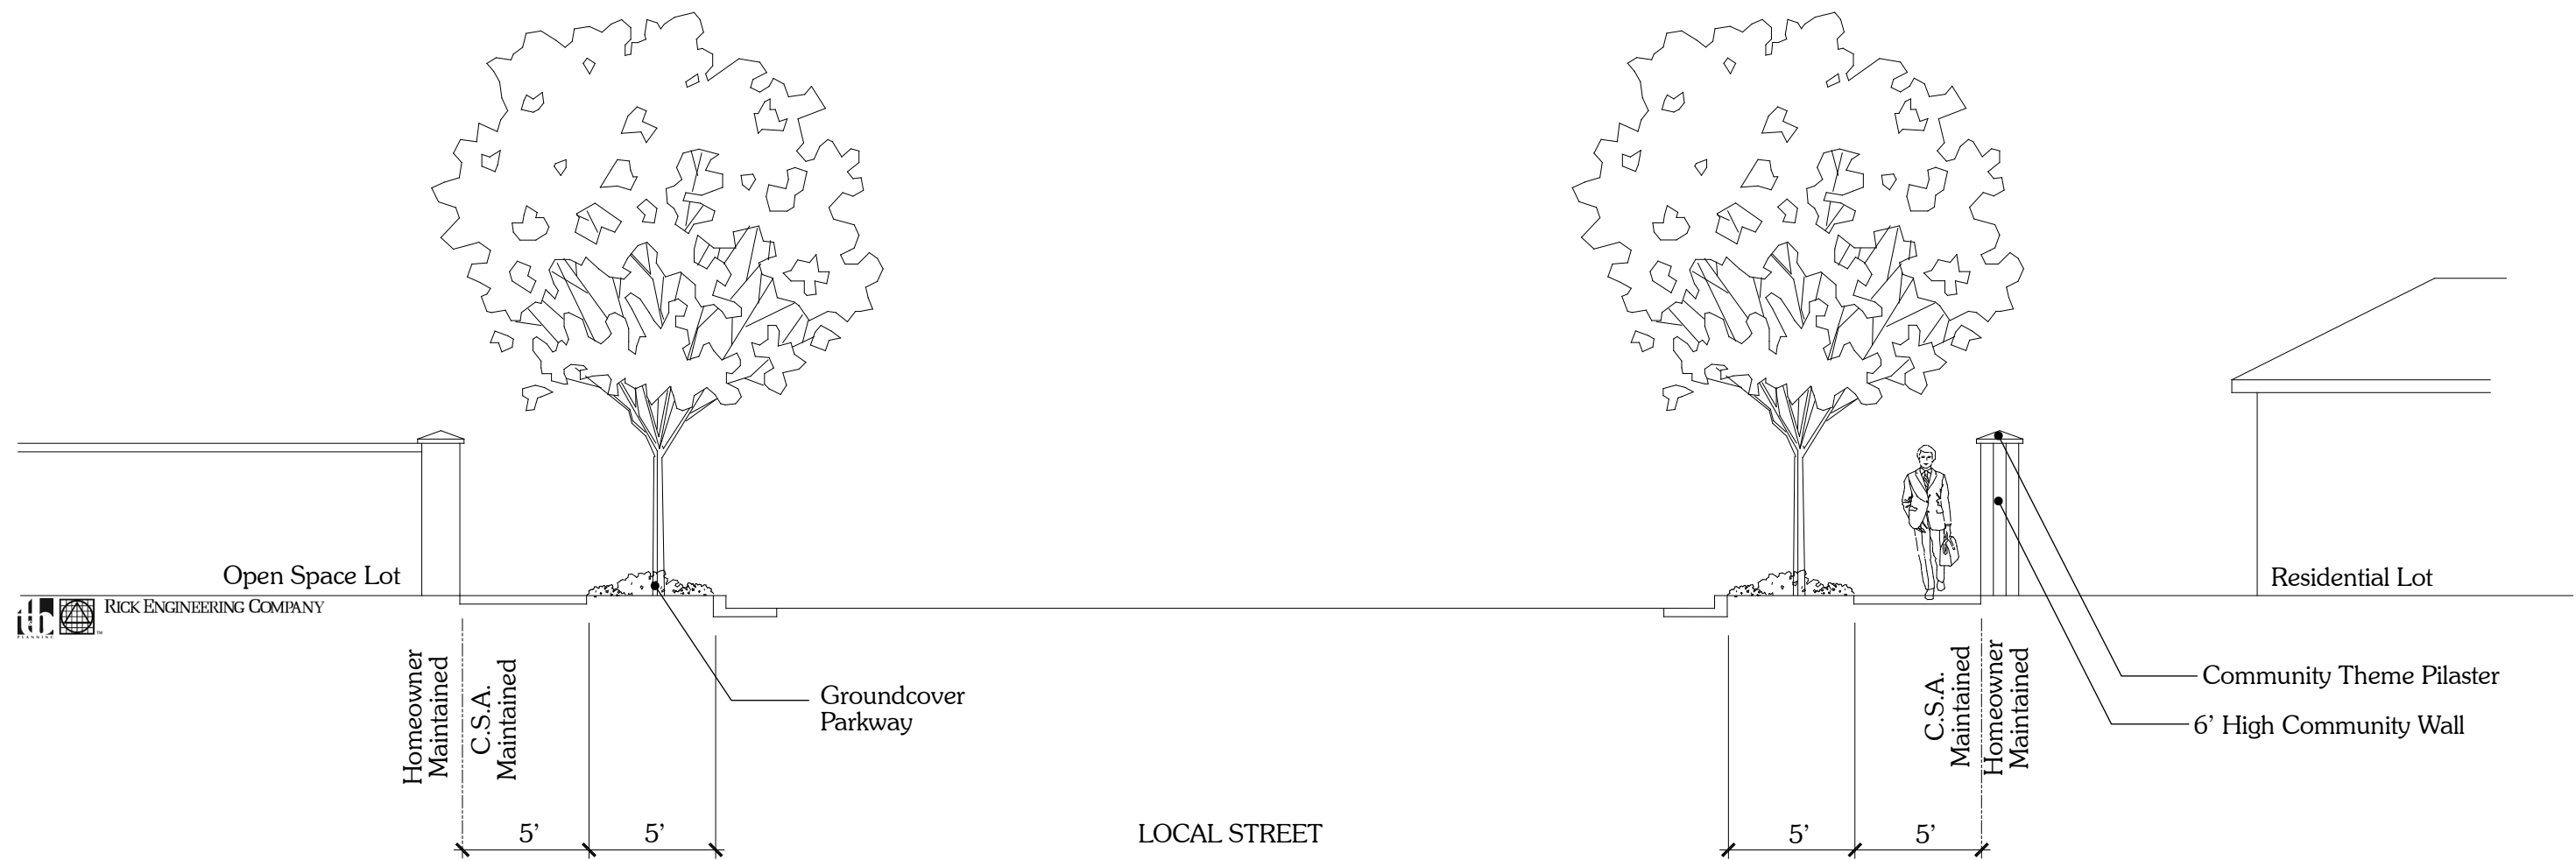 Open Space Lot
Residential Lot
RICK ENGINEERING COMPANY
PLANNING
Homeowner
Maintained
C.S.A.
Maintained
Groundcover
Parkway
C.S.A.
Maintained
Homeowner
Maintained
Community Theme Pilaster
6' High Community Wall
5' 5' LOCAL STREET 5' 5'